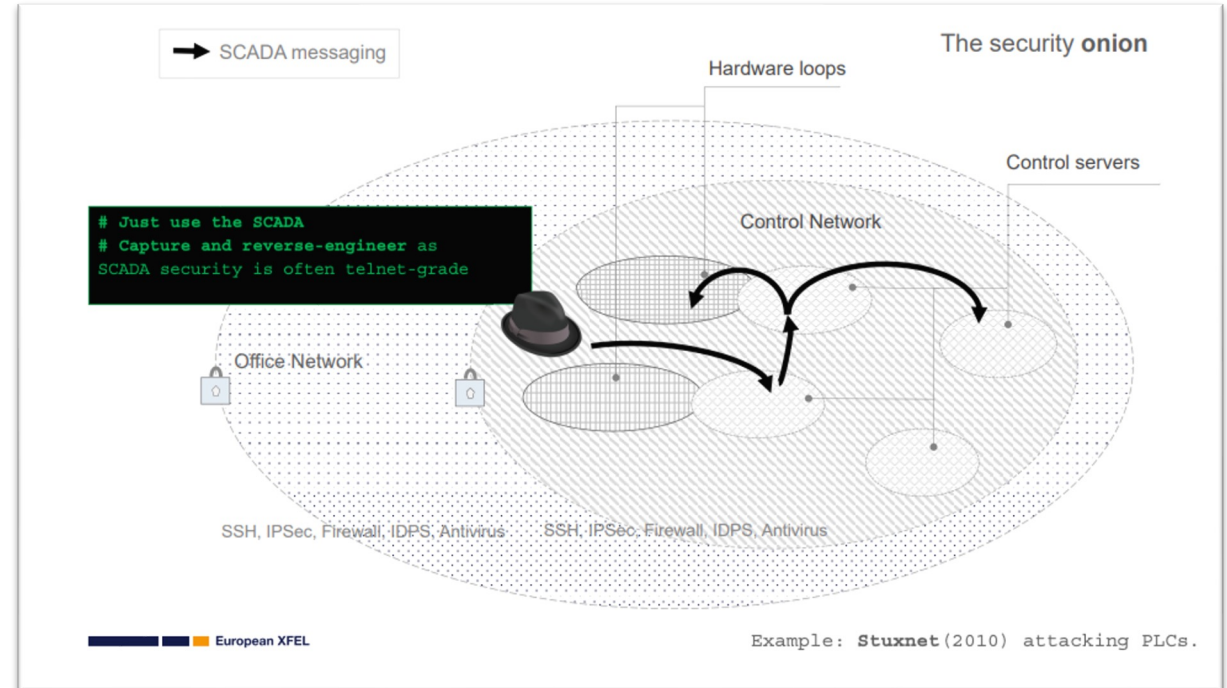 SCADA messaging
The security onion
Hardware loops
Control servers
# Just use the SCADA
# Capture and reverse-engineer as
SCADA security is often telnet-grade
Control Network
Office Network
SSH, IPSec, Firewall, IDPS, Antivirus
SSH, IPSec, Firewall, IDPS, Antivirus
European XFEL
Example: Stuxnet(2010) attacking PLCs.